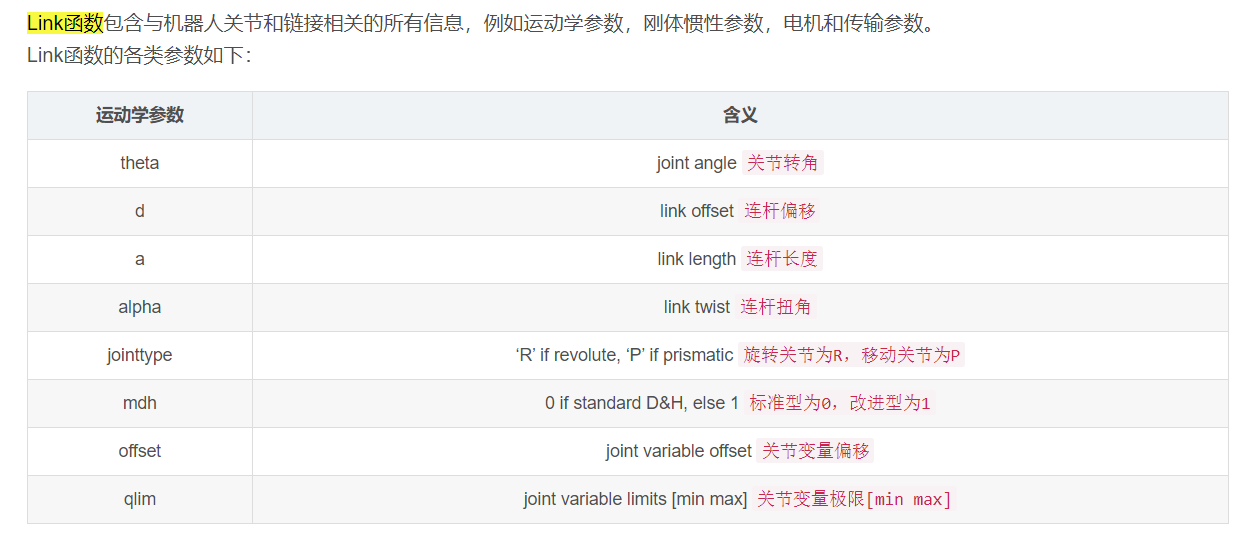 Link函数包含与机器人关节和链接相关的所有信息，例如运动学参数，刚体惯性参数，电机和传输参数。
Link函数的各类参数如下：
运动学参数 含义
theta joint angle 关节转角
d link offset 连杆偏移
a link length 连杆长度
alpha link twist 连杆扭角
jointtype ‘R’ if revolute, ‘P’ if prismatic 旋转关节为R，移动关节为P
mdh 0 if standard D&H, else 1 标准型为0，改进型为1
offset joint variable offset 关节变量偏移
qlim joint variable limits [min max] 关节变量极限[min max]